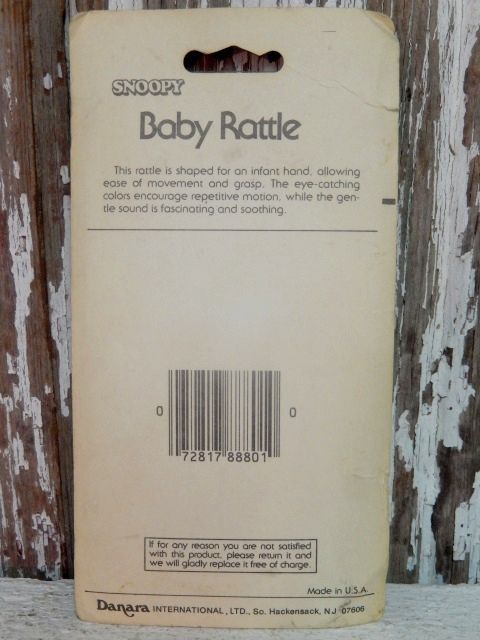 SNOOPY
Baby Rattle
This rattle is shaped for an infant hand, allowing
ease of movement and grasp. The eye-catching
colors encourage repetitive motion, while the gen-
tle sound is fascinating and soothing.
0 72817 88801 0
If for any reason you are not satisfied
with this product, please return it and
we will gladly replace it free of charge.
Made in U.S.A.
Danara INTERNATIONAL, LTD., So. Hackensack, NJ 07606